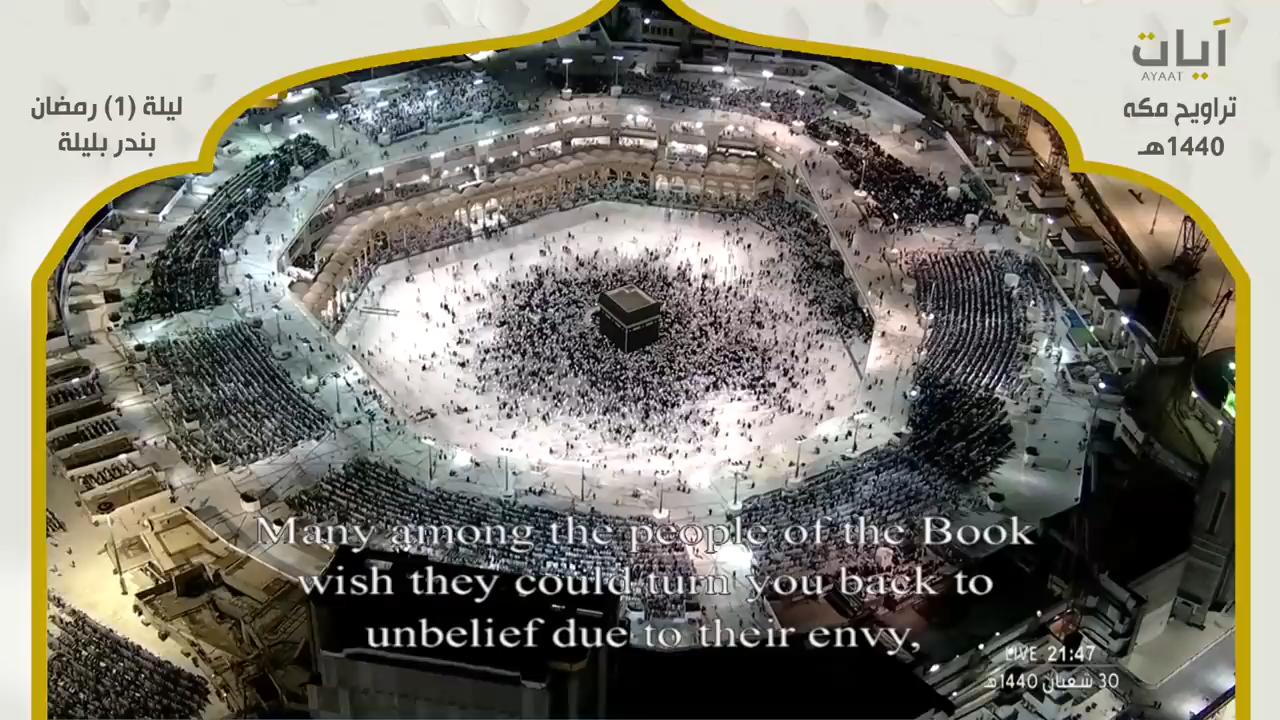 آيات
AYAAT
تراويح مكه
1440هـ
ليلة (1) رمضان
بندر بليلة
Many among the people of the Book
wish they could turn you back to
unbelief due to their envy,
LIVE 21:47
30 شعبان 1440هـ